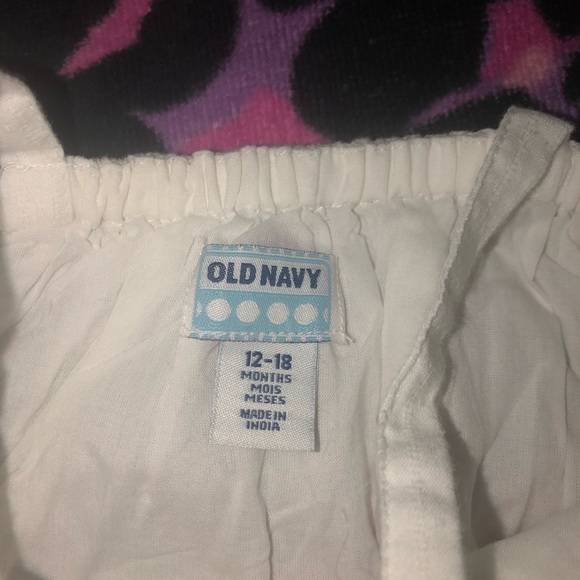 OLD NAVY
12-18
MONTHS
MOIS
MESES
MADE IN
INDIA